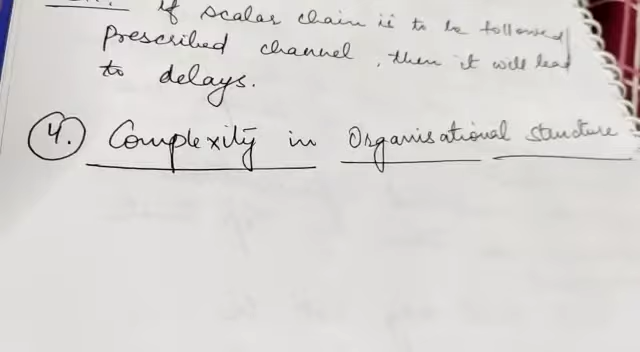 if scalar chain is to be followed
prescribed channel, then it will lead
to delays.
4. Complexity in Organisational structure